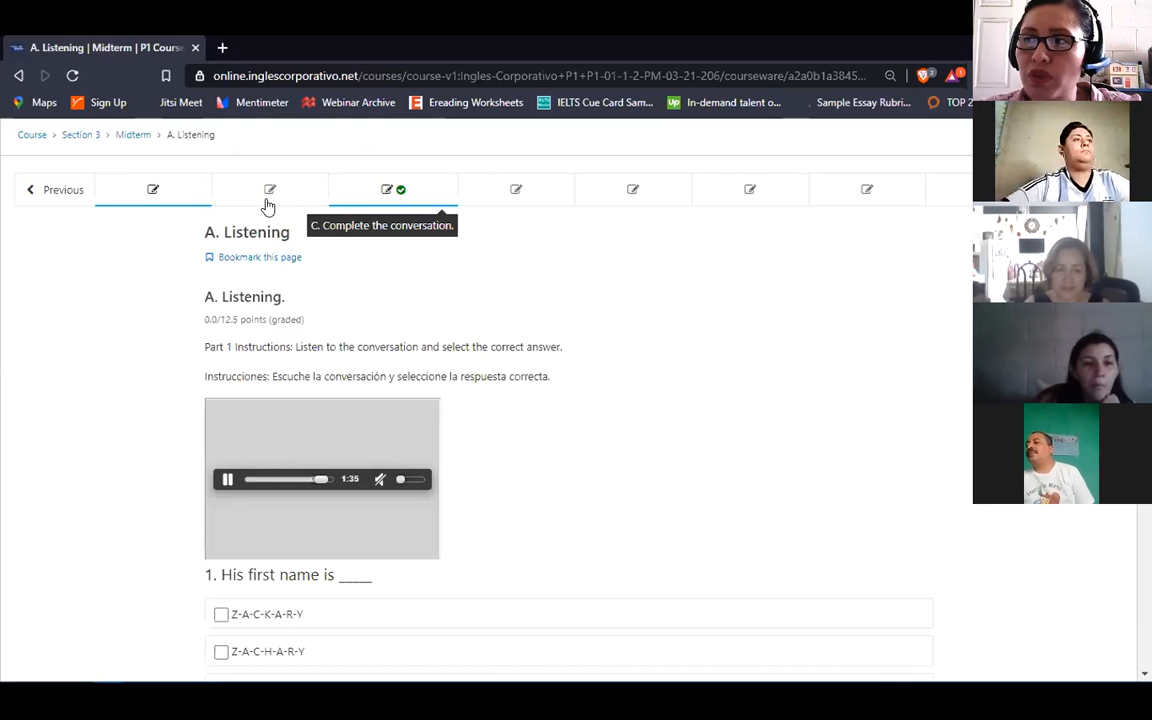 A. Listening | Midterm | P1 Course
online.inglescorporativo.net/courses/course-v1:Ingles-Corporativo+P1+P1-01-1-2-PM-03-21-206/courseware/a2a0b1a3845...
2
1
Maps Sign Up Jitsi Meet Mentimeter Webinar Archive Ereading Worksheets IELTS Cue Card Sam... In-demand talent o... Sample Essay Rubri... TOP 2
Course > Section 3 > Midterm > A. Listening
Previous
C. Complete the conversation.
A. Listening
Bookmark this page
A. Listening.
0.0/12.5 points (graded)
Part 1 Instructions: Listen to the conversation and select the correct answer.
Instrucciones: Escuche la conversación y seleccione la respuesta correcta.
1:35
1. His first name is _____
Z-A-C-K-A-R-Y
Z-A-C-H-A-R-Y